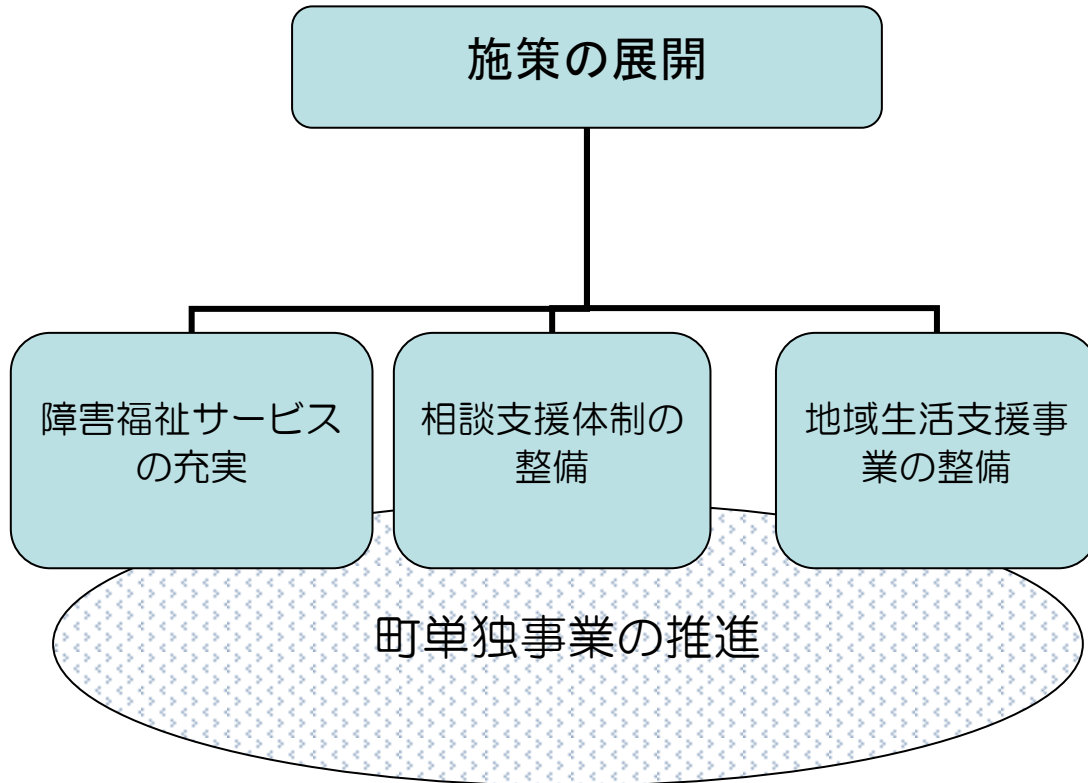 施策の展開
障害福祉サービス
の充実
相談支援体制の
整備
地域生活支援事
業の整備
町単独事業の推進